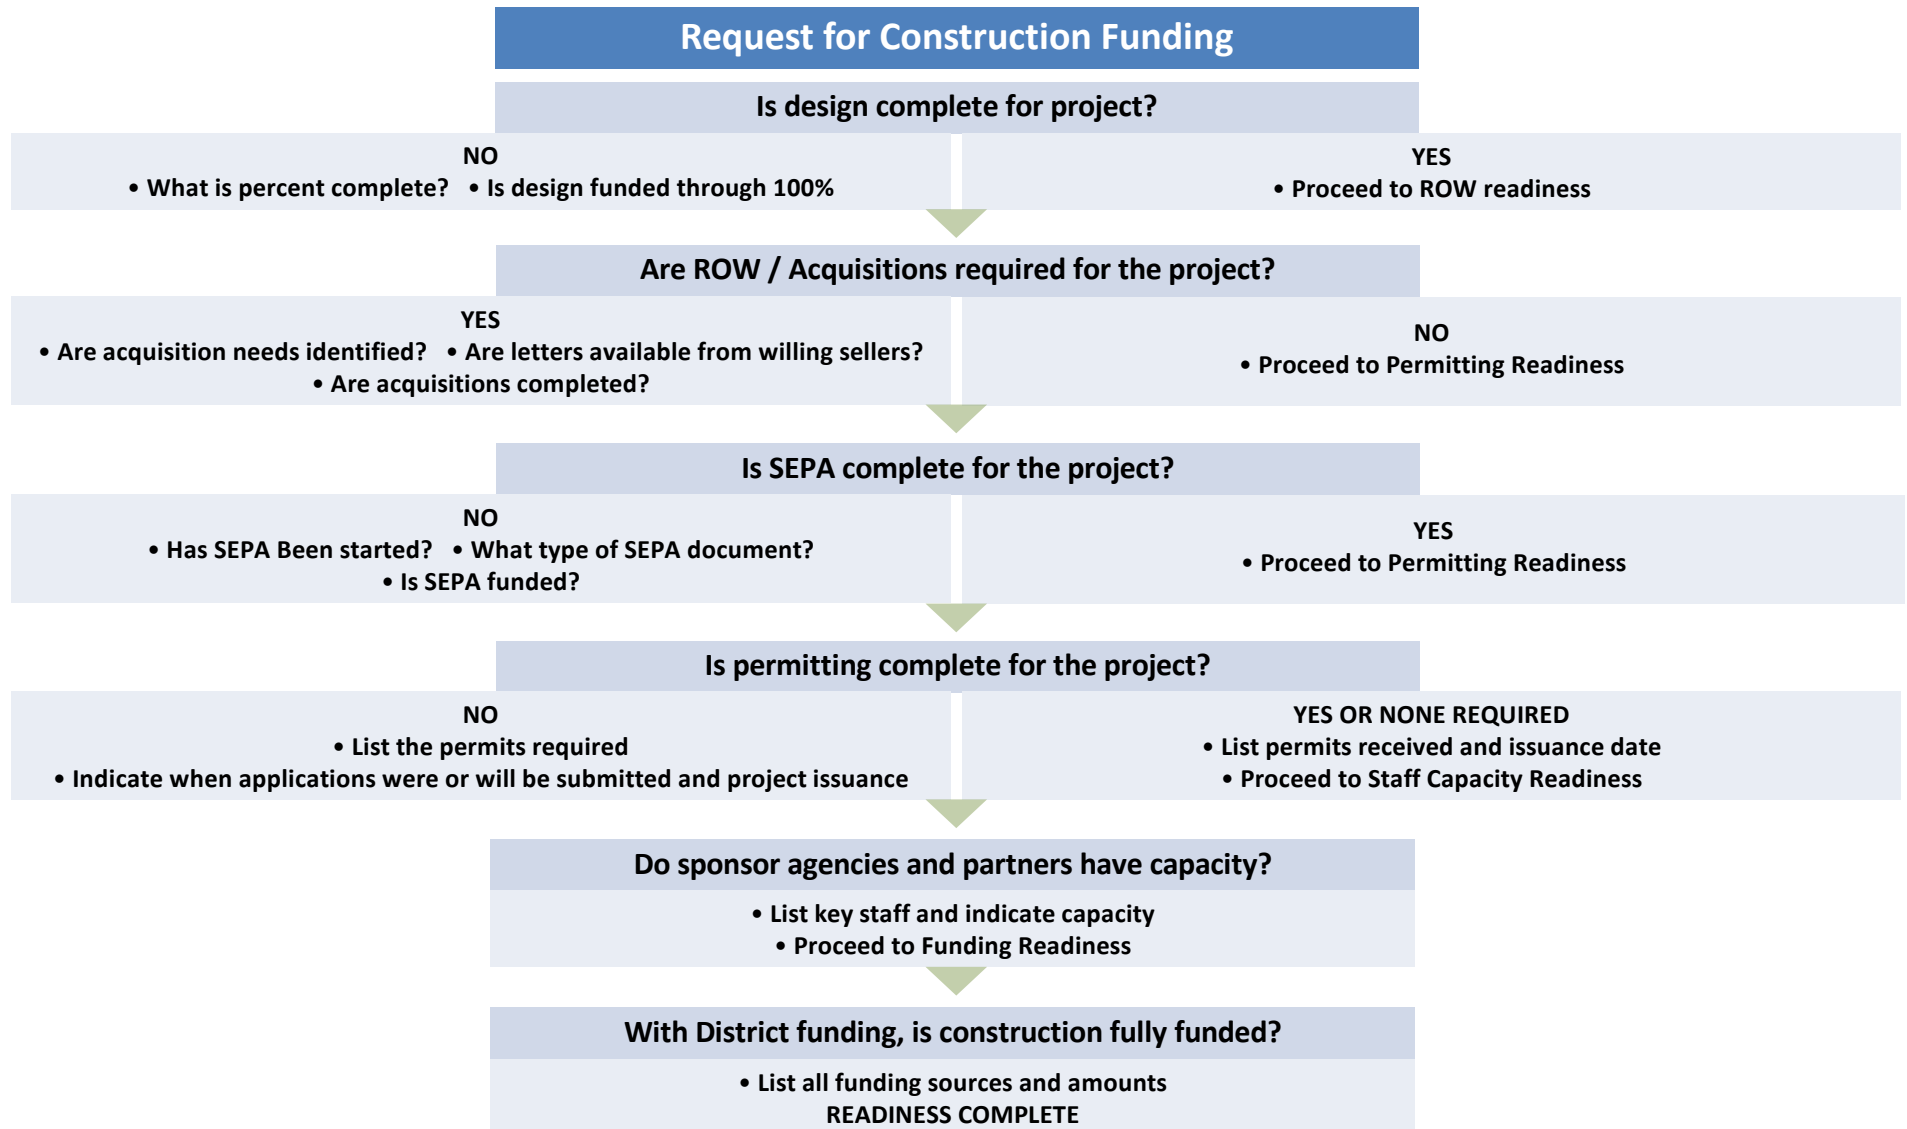 Request for Construction Funding
Is design complete for project?
NO
• What is percent complete? • Is design funded through 100%
YES
• Proceed to ROW readiness
Are ROW / Acquisitions required for the project?
YES
• Are acquisition needs identified? • Are letters available from willing sellers?
• Are acquisitions completed?
NO
• Proceed to Permitting Readiness
Is SEPA complete for the project?
NO
• Has SEPA Been started? • What type of SEPA document?
• Is SEPA funded?
YES
• Proceed to Permitting Readiness
Is permitting complete for the project?
NO
• List the permits required
• Indicate when applications were or will be submitted and project issuance
YES OR NONE REQUIRED
• List permits received and issuance date
• Proceed to Staff Capacity Readiness
Do sponsor agencies and partners have capacity?
• List key staff and indicate capacity
• Proceed to Funding Readiness
With District funding, is construction fully funded?
• List all funding sources and amounts
READINESS COMPLETE